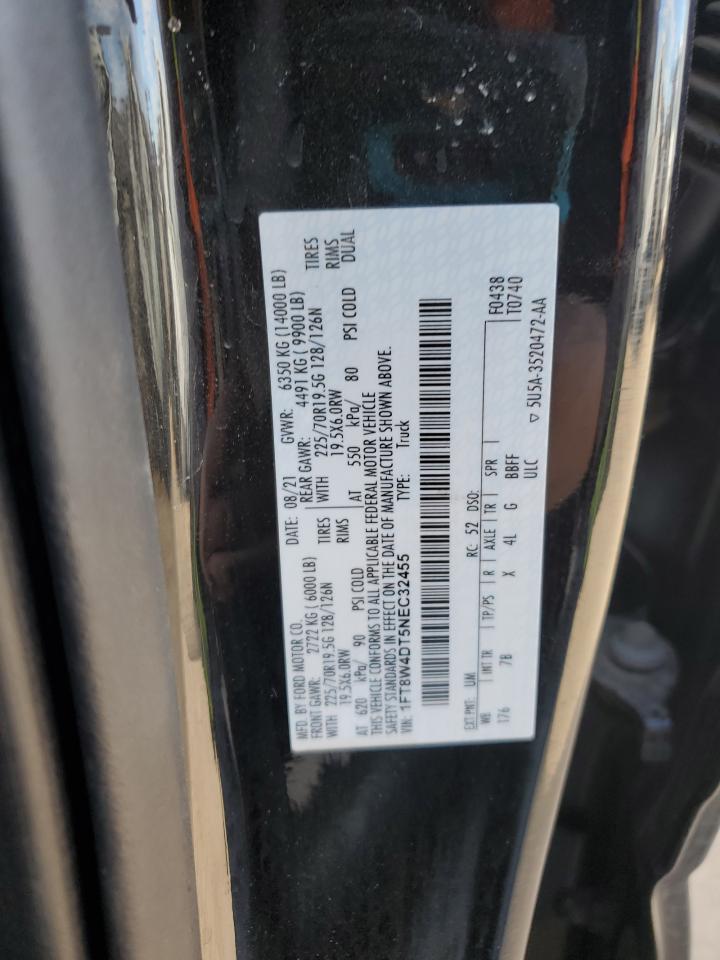 MFD. BY FORD MOTOR CO.
DATE: 08/21 GVWR: 6350 KG (14000 LB)
FRONT GAWR: 2722 KG ( 6000 LB)
REAR GAWR: 4491 KG ( 9900 LB)
WITH 225/70R19.5G 128/126N TIRES
WITH 225/70R19.5G 128/126N TIRES
19.5X6.0RW RIMS
19.5X6.0RW RIMS
AT 620 kPa/ 90 PSI COLD
AT 550 kPa/ 80 PSI COLD DUAL
THIS VEHICLE CONFORMS TO ALL APPLICABLE FEDERAL MOTOR VEHICLE
SAFETY STANDARDS IN EFFECT ON THE DATE OF MANUFACTURE SHOWN ABOVE.
VIN: 1FT8W4DT5NEC32455 TYPE: Truck
EXT PNT: UM RC: 52 DSO:
WB INT TR TP/PS R AXLE TR SPR F0438
176 7B X 4L G BBFF T0740
ULC ▽ 5U5A-3520472-AA